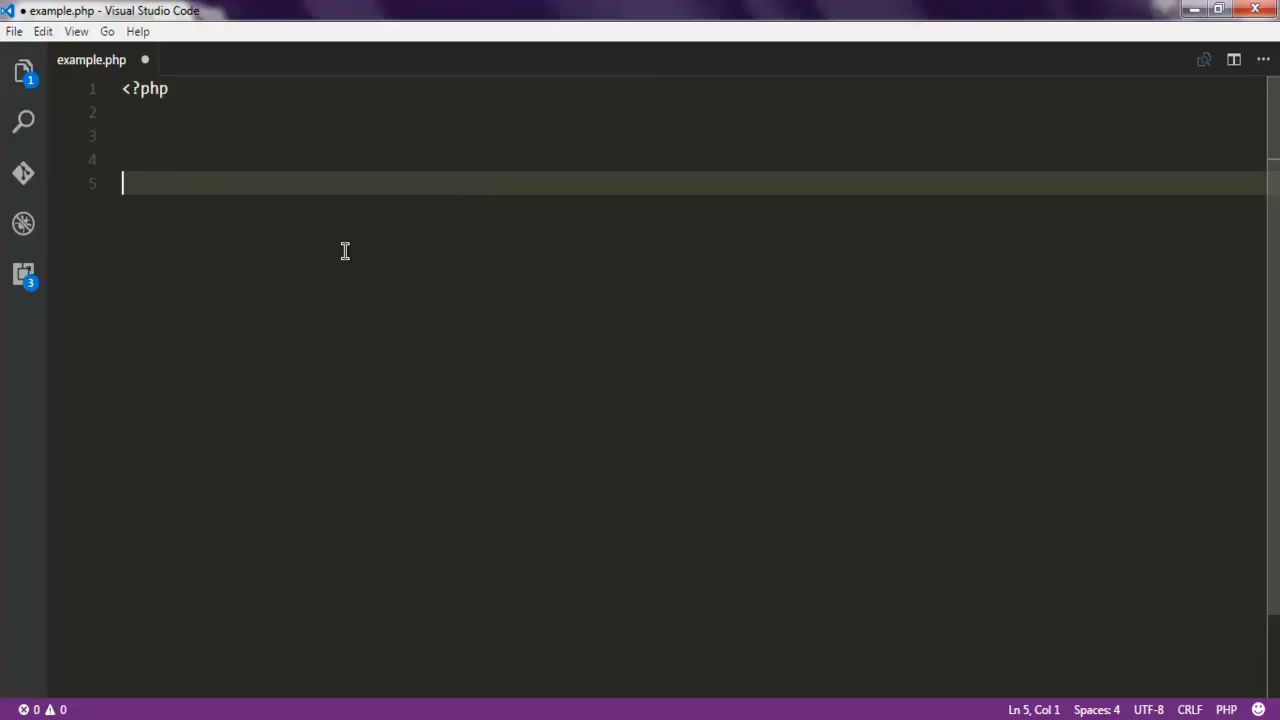 ● example.php - Visual Studio Code
File Edit View Go Help
example.php ●
1 <?php
2
3
4
5
1
3
0 0 Ln 5, Col 1 Spaces: 4 UTF-8 CRLF PHP